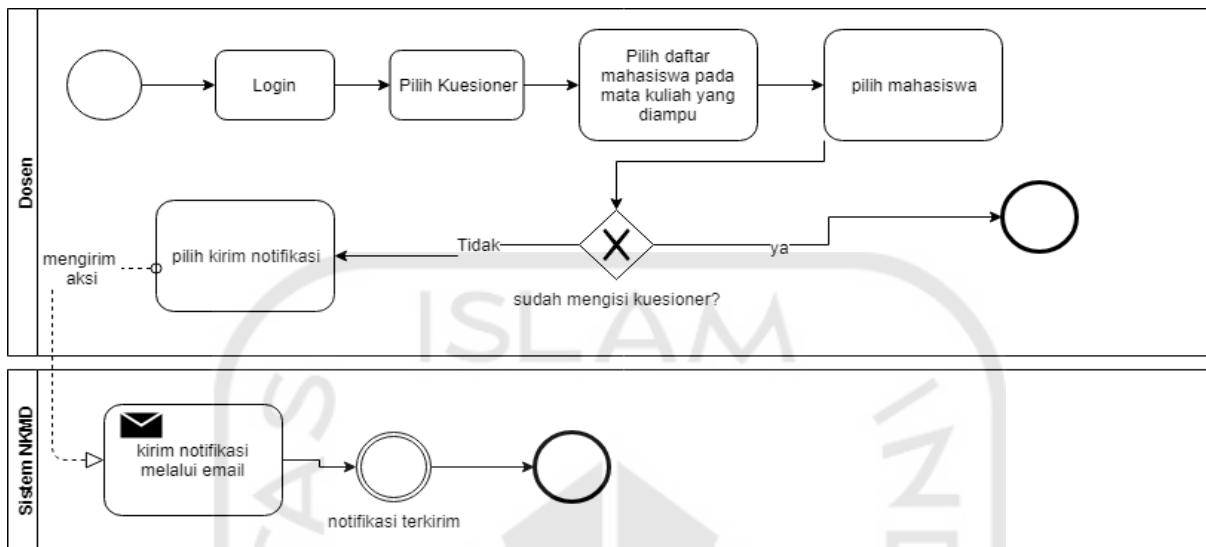 Dosen
Login
Pilih Kuesioner
Pilih daftar
mahasiswa pada
mata kuliah yang
diampu
pilih mahasiswa
pilih kirim notifikasi
Tidak
ya
sudah mengisi kuesioner?
mengirim
aksi
ISLAM
Sistem NKMD
kirim notifikasi
melalui email
notifikasi terkirim